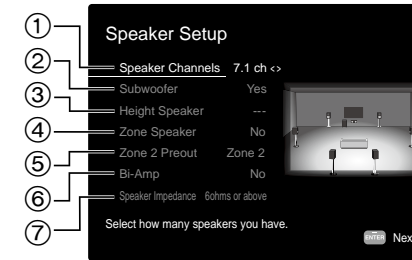 Speaker Setup
① Speaker Channels 7.1 ch <>
② Subwoofer Yes
③ Height Speaker ---
④ Zone Speaker No
⑤ Zone 2 Preout Zone 2
⑥ Bi-Amp No
⑦ Speaker Impedance 6ohms or above
Select how many speakers you have.
ENTER Nex